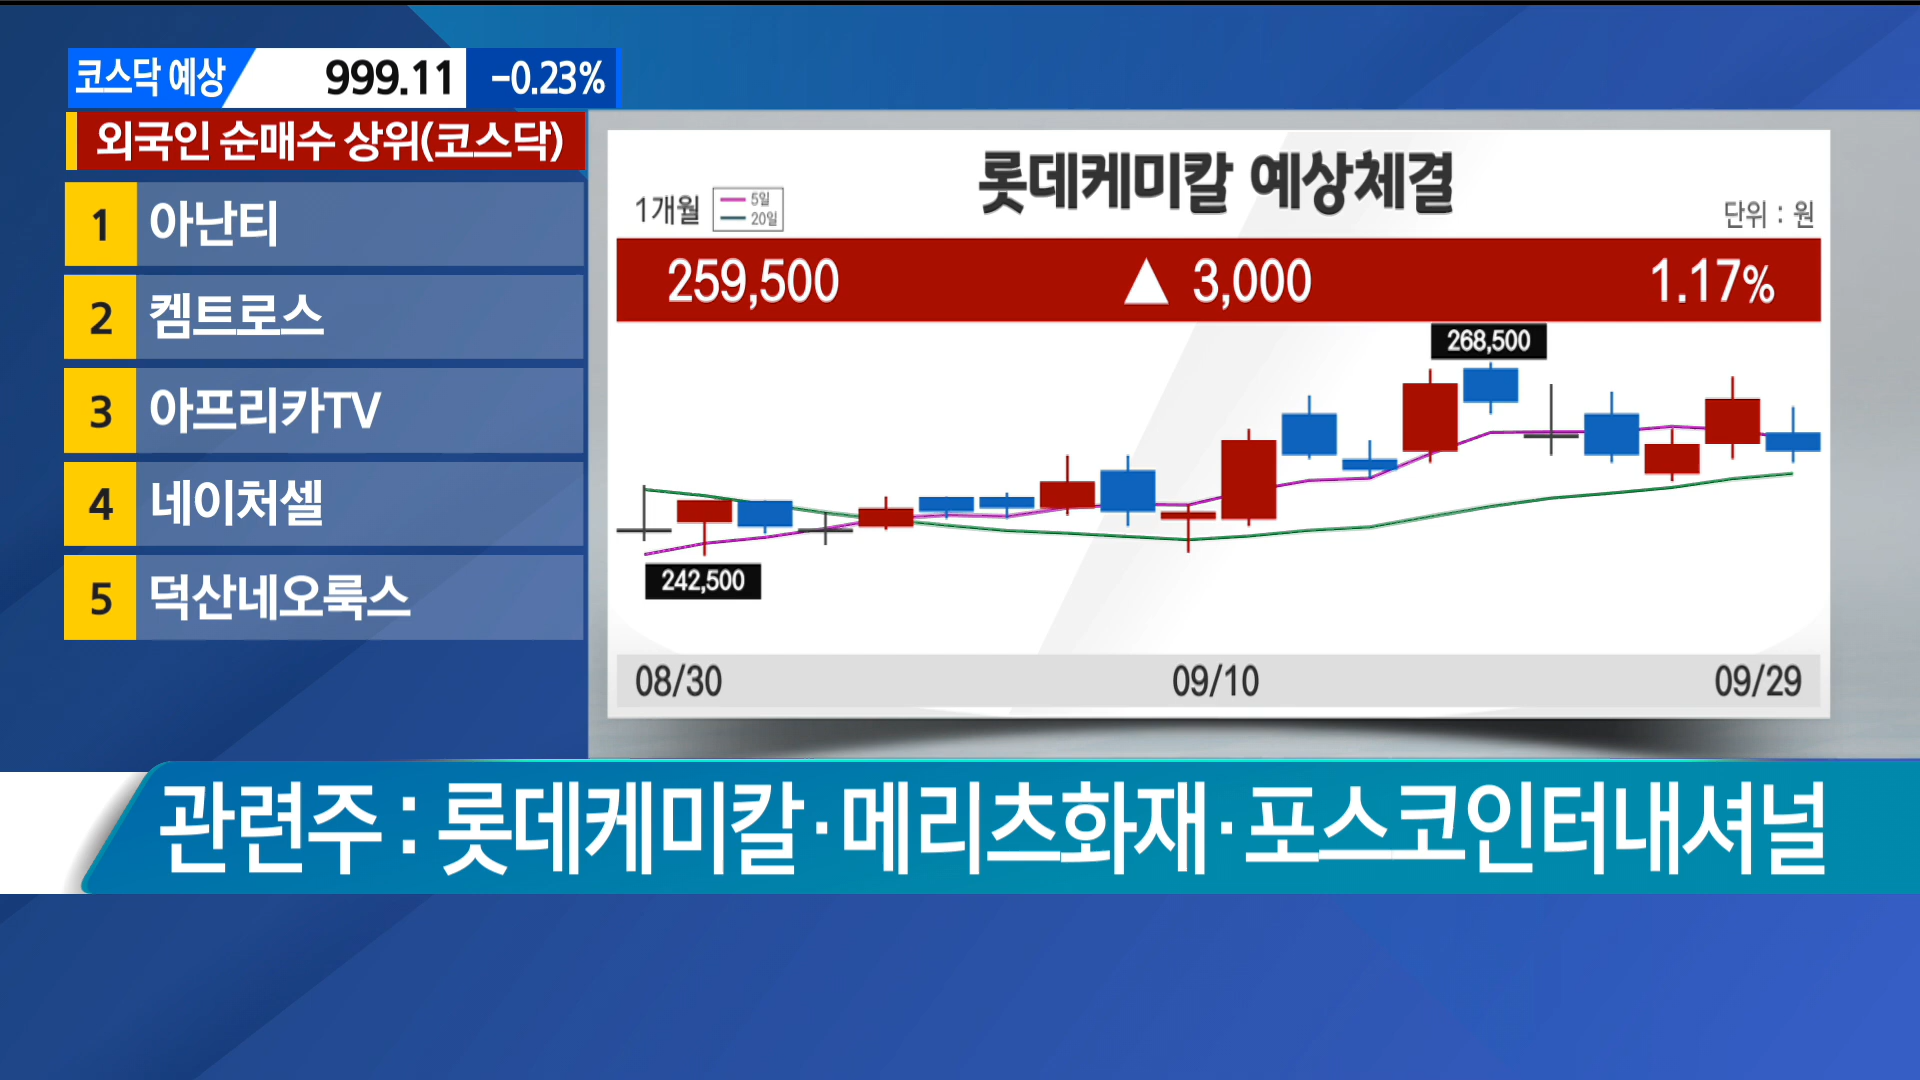 코스닥 예상 999.11 -0.23%
외국인 순매수 상위(코스닥)
1 아난티
2 켐트로스
3 아프리카TV
4 네이처셀
5 덕산네오룩스
롯데케미칼 예상체결
1개월
5일
20일
단위 : 원
259,500 ▲ 3,000 1.17%
268,500
242,500
08/30 09/10 09/29
관련주 : 롯데케미칼·메리츠화재·포스코인터내셔널